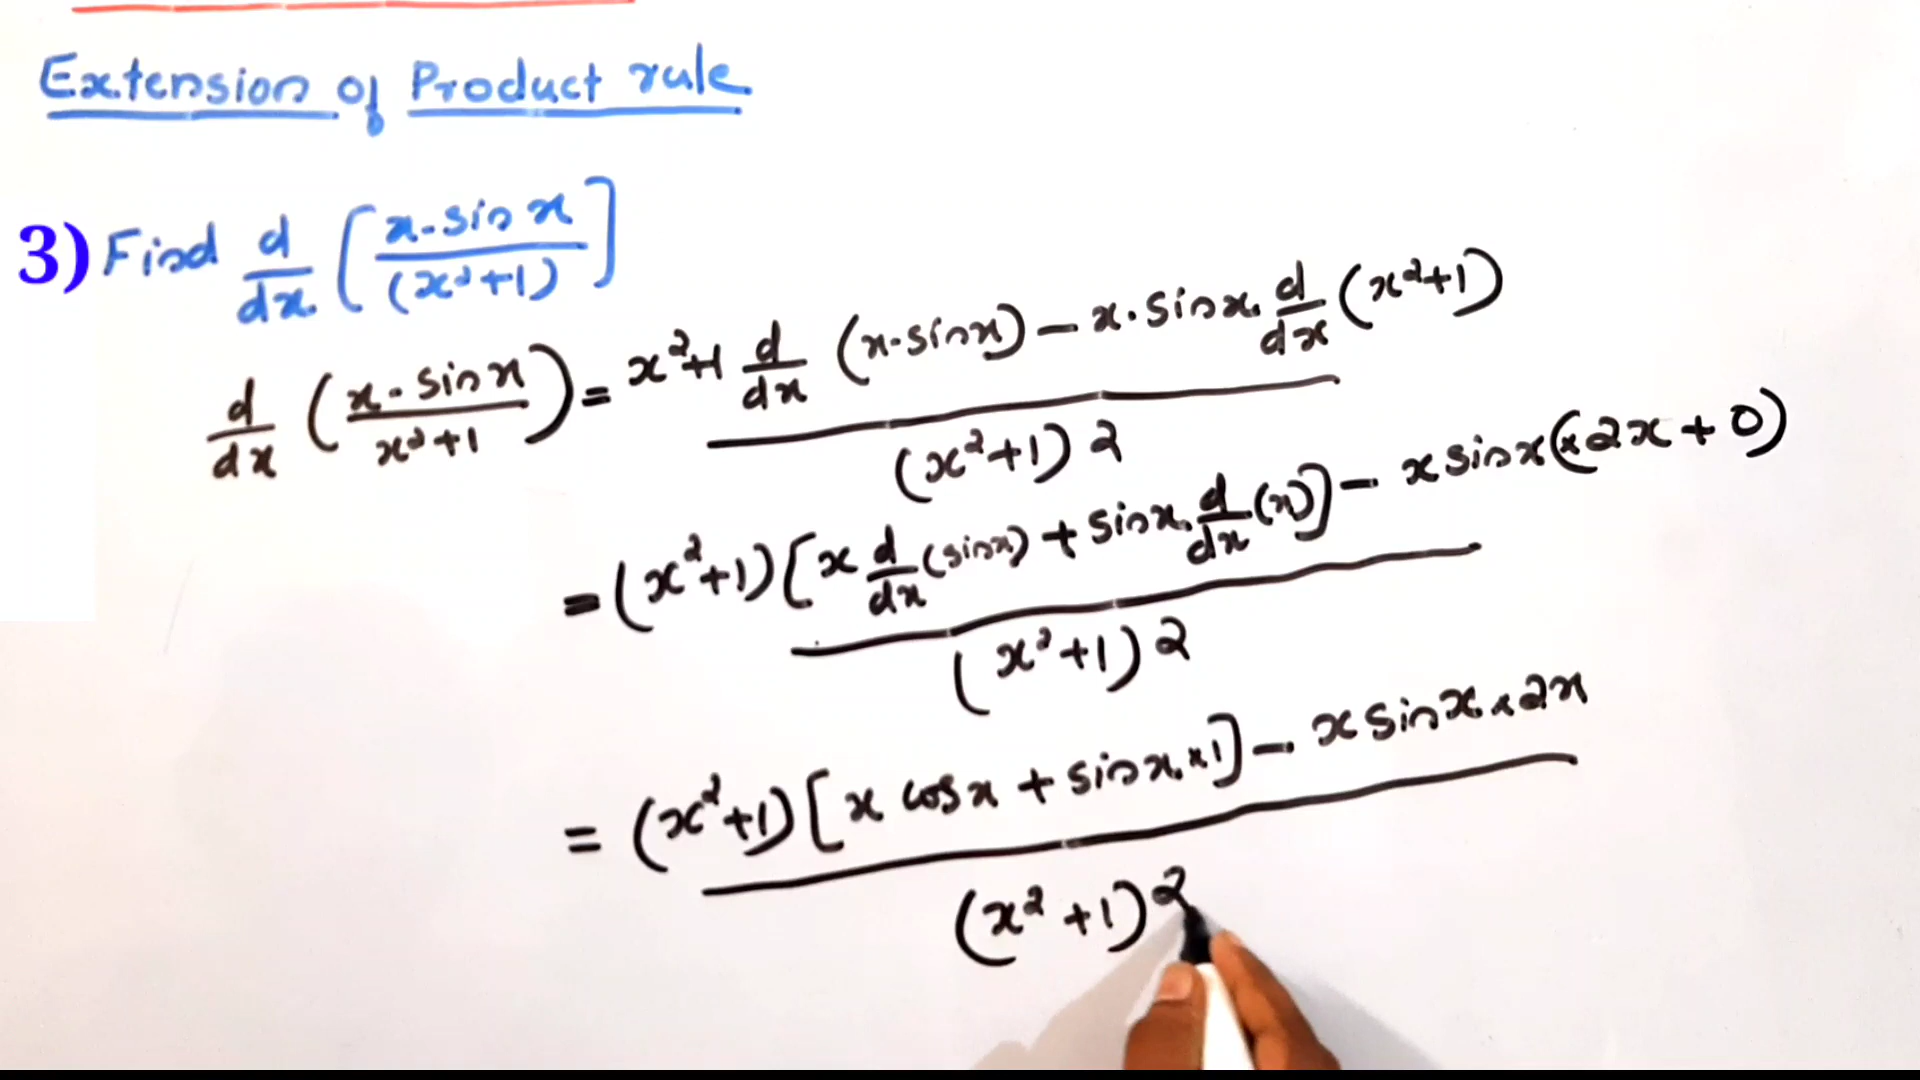 Extension of Product rule
3) Find d/dx [x·sin x / (x²+1)]
d/dx (x·sin x / x²+1) = x²+1 d/dx (x·sin x) − x·sin x· d/dx (x²+1) / (x²+1)²
= (x²+1) [x d/dx (sin x) + sin x· d/dx (x)] − x sin x (×2x + 0) / (x²+1)²
= (x²+1) [x cos x + sin x·×1] − x sin x·×2x / (x²+1)²